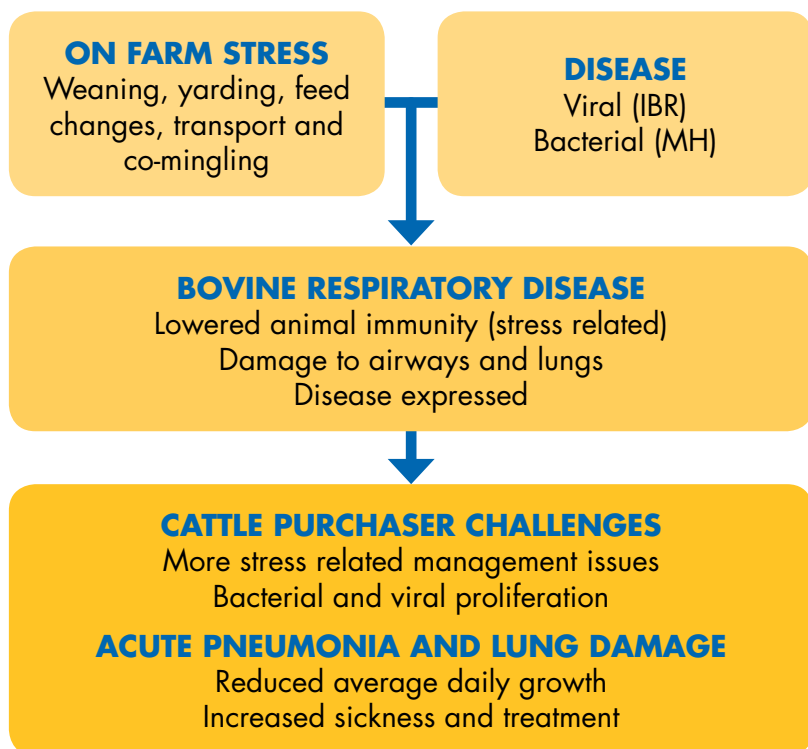 ON FARM STRESS
Weaning, yarding, feed
changes, transport and
co-mingling
DISEASE
Viral (IBR)
Bacterial (MH)
BOVINE RESPIRATORY DISEASE
Lowered animal immunity (stress related)
Damage to airways and lungs
Disease expressed
CATTLE PURCHASER CHALLENGES
More stress related management issues
Bacterial and viral proliferation
ACUTE PNEUMONIA AND LUNG DAMAGE
Reduced average daily growth
Increased sickness and treatment